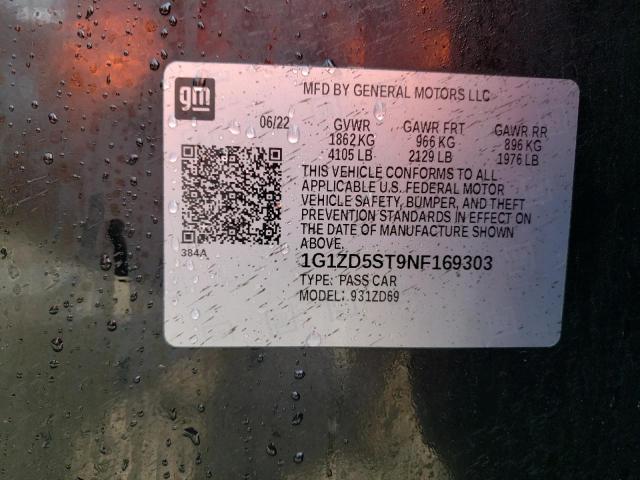 gm
MFD BY GENERAL MOTORS LLC
06/22
GVWR GAWR FRT GAWR RR
1862 KG 966 KG 896 KG
4105 LB 2129 LB 1976 LB
THIS VEHICLE CONFORMS TO ALL
APPLICABLE U.S. FEDERAL MOTOR
VEHICLE SAFETY, BUMPER, AND THEFT
PREVENTION STANDARDS IN EFFECT ON
THE DATE OF MANUFACTURE SHOWN
ABOVE.
384A
1G1ZD5ST9NF169303
TYPE: PASS CAR
MODEL: 931ZD69